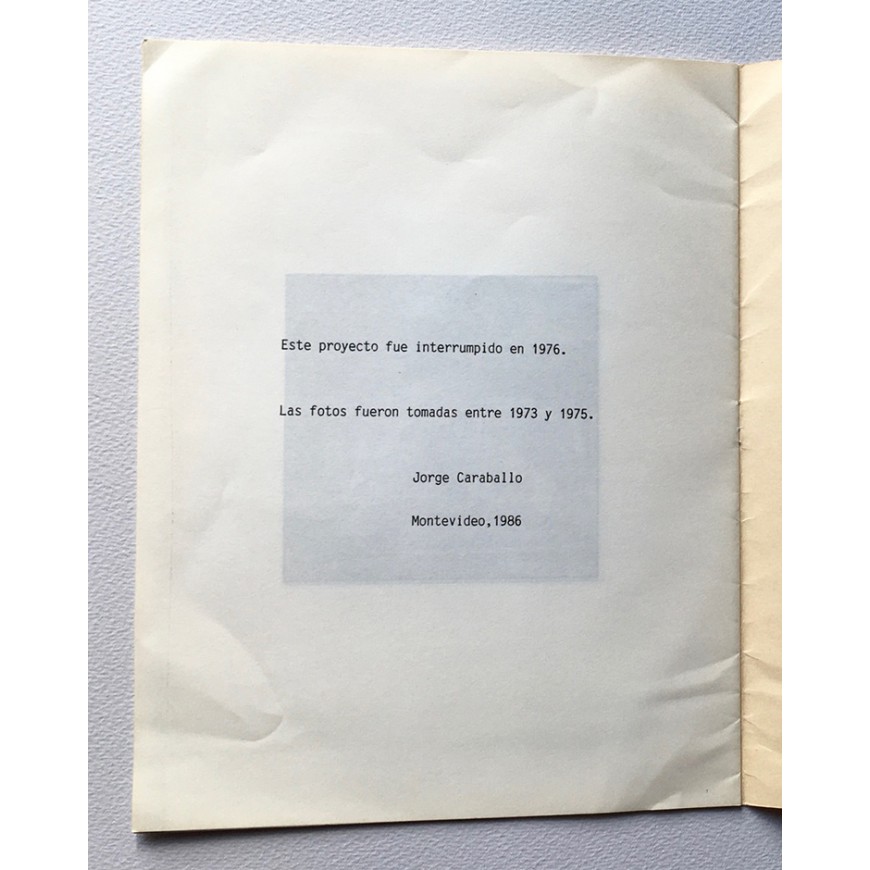 Este proyecto fue interrumpido en 1976.
Las fotos fueron tomadas entre 1973 y 1975.
Jorge Caraballo
Montevideo,1986